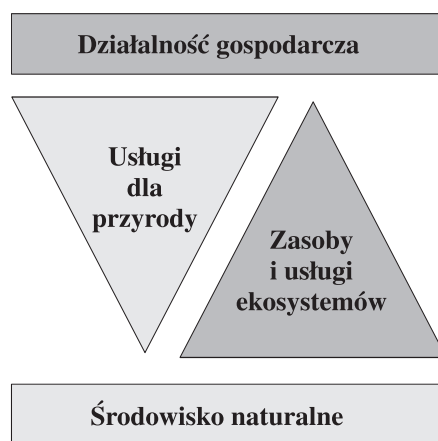 Działalność gospodarcza
Usługi
dla
przyrody
Zasoby
i usługi
ekosystemów
Środowisko naturalne